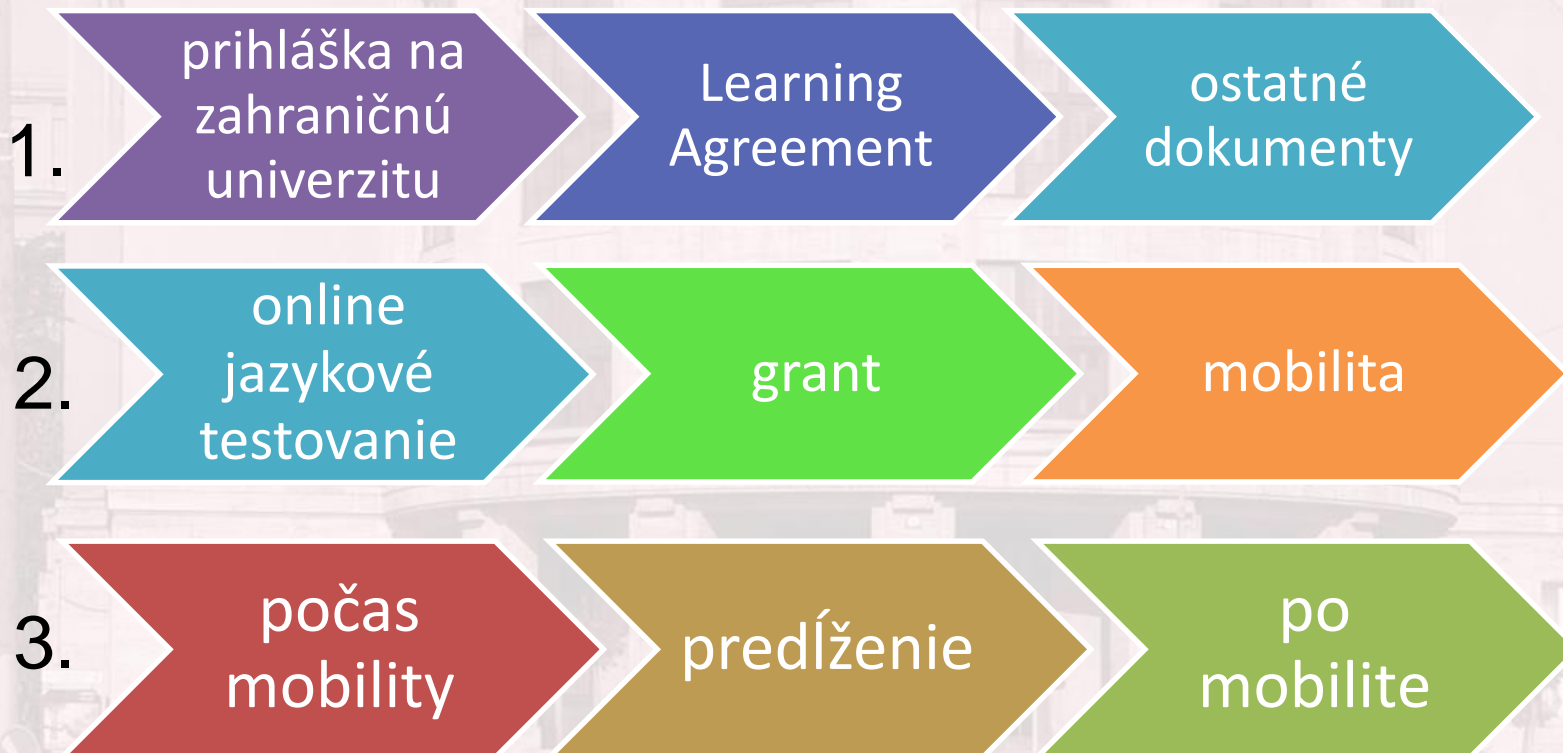 1.
prihláška na
zahraničnú
univerzitu
Learning
Agreement
ostatné
dokumenty
2.
online
jazykové
testovanie
grant
mobilita
3.
počas
mobility
predĺženie
po
mobilite